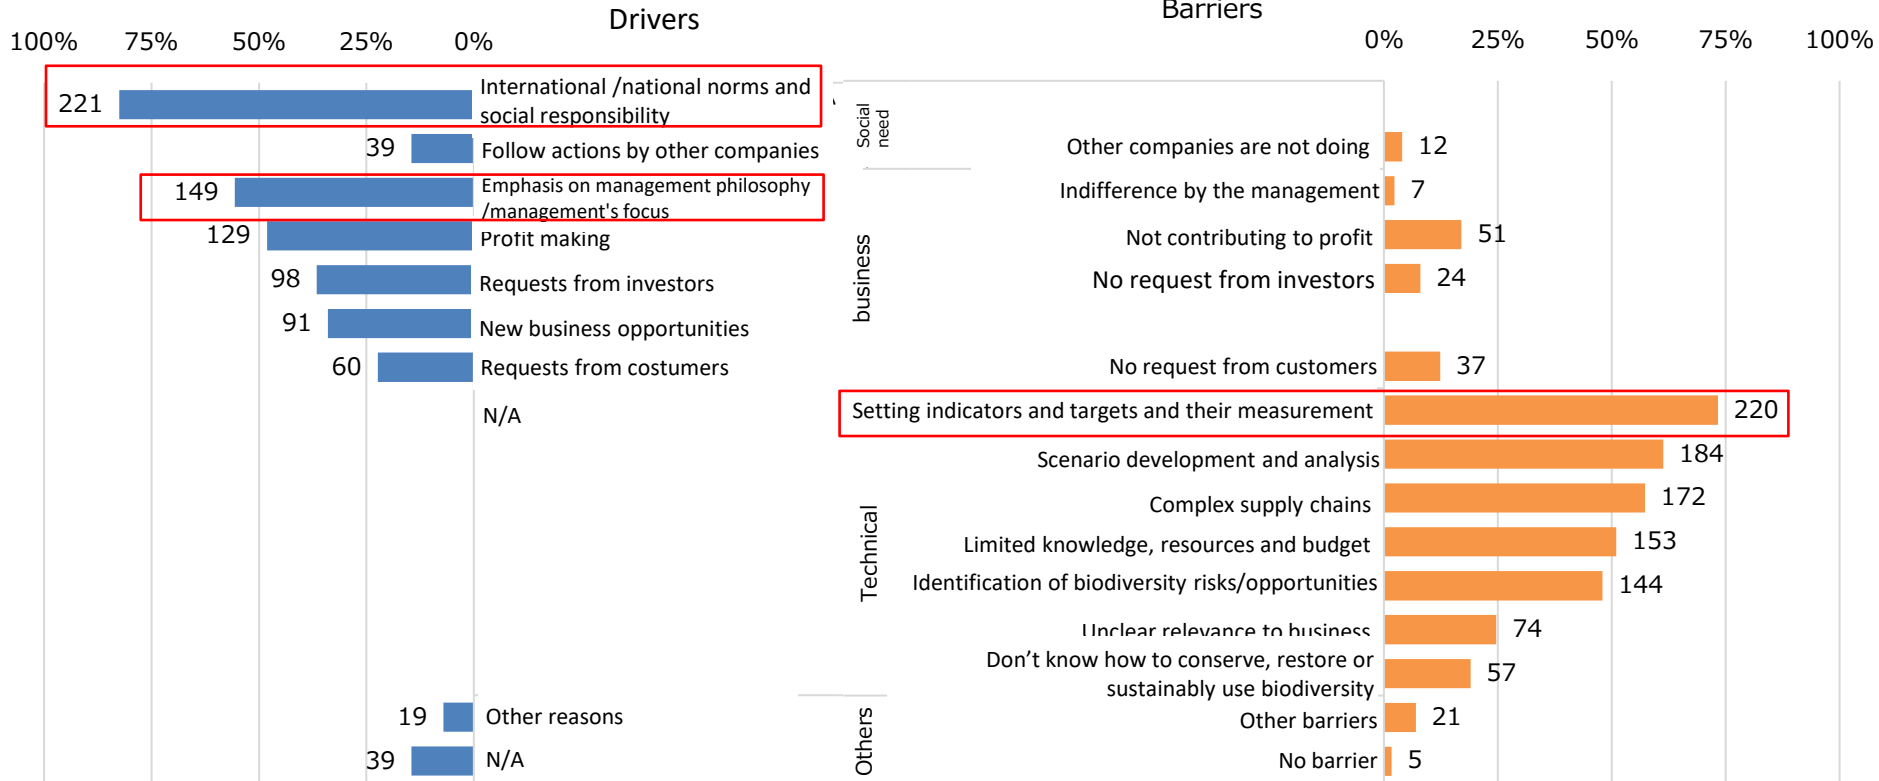 Drivers
100% 75% 50% 25% 0%
221 International /national norms and
social responsibility
39 Follow actions by other companies
149 Emphasis on management philosophy
/management's focus
129 Profit making
98 Requests from investors
91 New business opportunities
60 Requests from costumers
N/A
19 Other reasons
39 N/A
Barriers
0% 25% 50% 75% 100%
Social
need
Other companies are not doing 12
business
Indifference by the management 7
Not contributing to profit 51
No request from investors 24
No request from customers 37
Technical
Setting indicators and targets and their measurement 220
Scenario development and analysis 184
Complex supply chains 172
Limited knowledge, resources and budget 153
Identification of biodiversity risks/opportunities 144
Unclear relevance to business 74
Don’t know how to conserve, restore or
sustainably use biodiversity 57
Others
Other barriers 21
No barrier 5